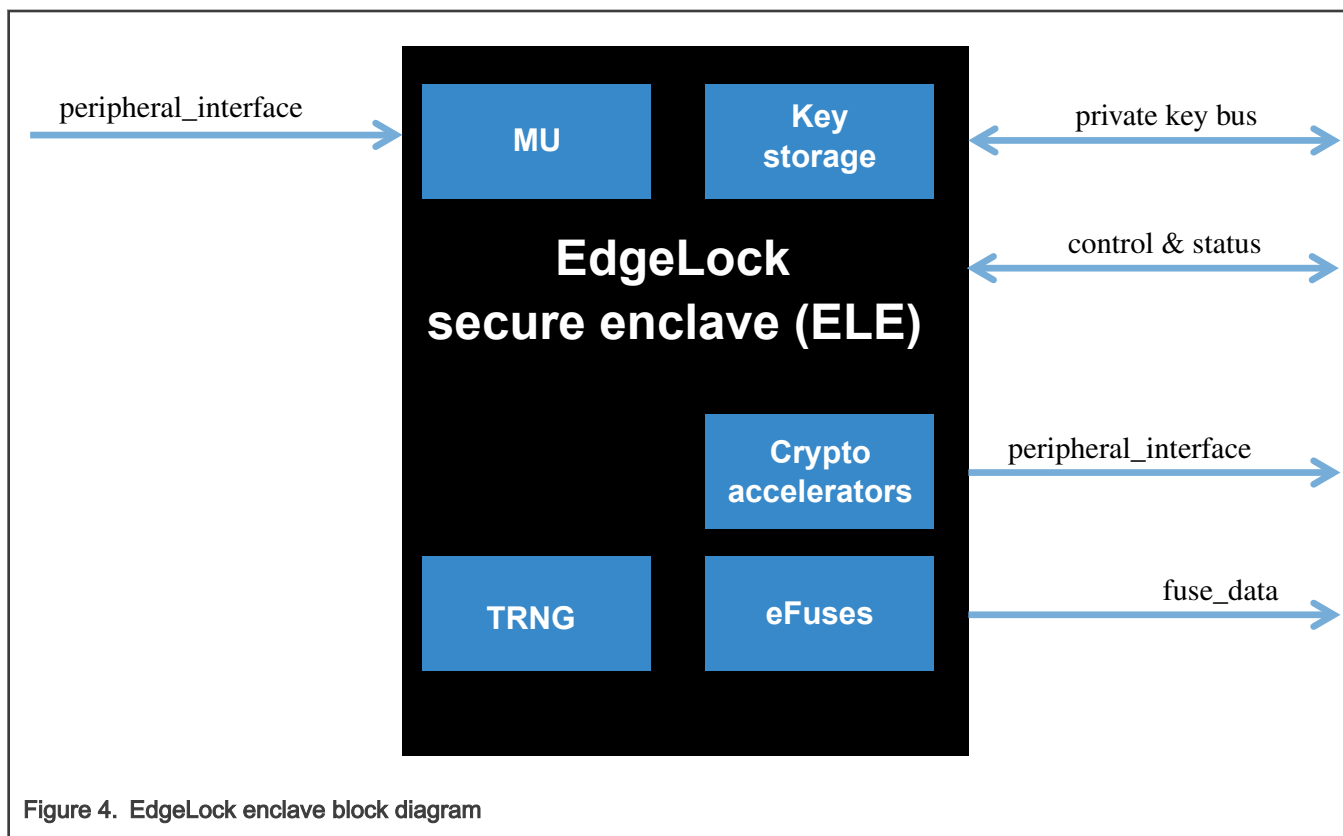 peripheral_interface
MU
Key
storage
private key bus
EdgeLock
secure enclave (ELE)
control & status
Crypto
accelerators
peripheral_interface
TRNG
eFuses
fuse_data
Figure 4. EdgeLock enclave block diagram